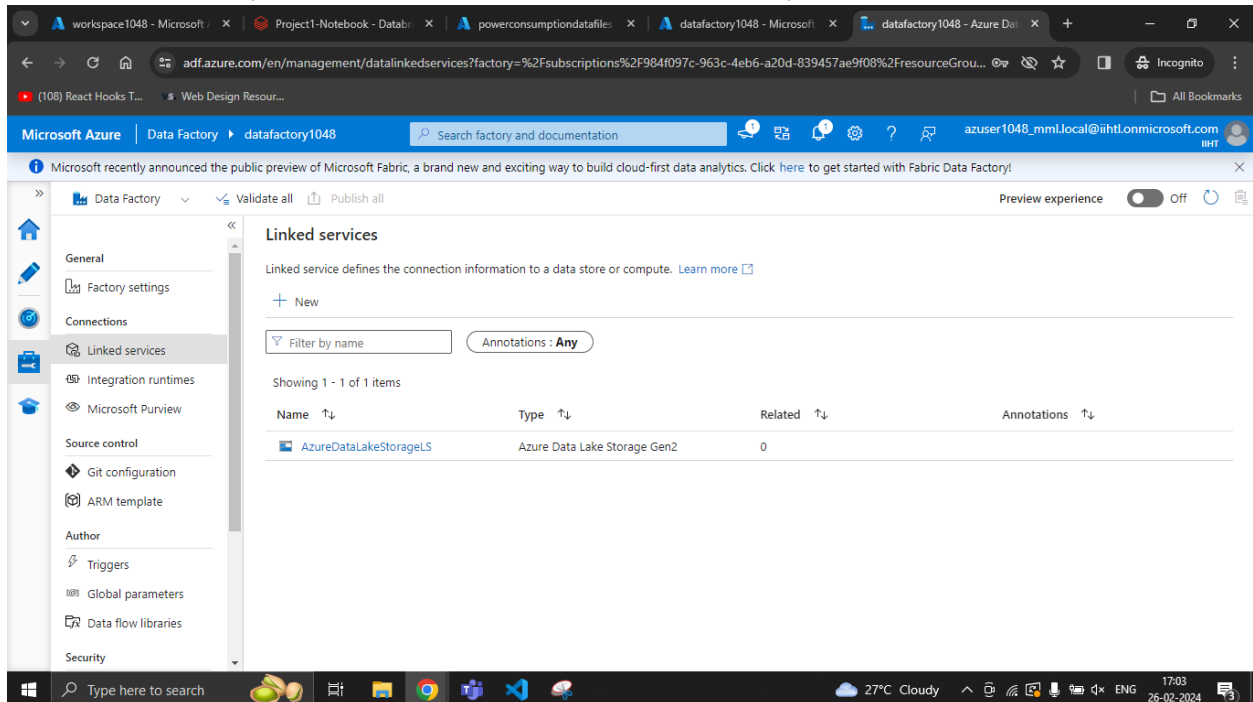 workspace1048 - Microsoft A
Project1-Notebook - Databri
powerconsumptiondatafiles
datafactory1048 - Microsoft
datafactory1048 - Azure Dat
adf.azure.com/en/management/datalinkedservices?factory=%2Fsubscriptions%2F984f097c-963c-4eb6-a20d-839457ae9f08%2FresourceGrou...
Incognito
(108) React Hooks T...
vs Web Design Resour...
All Bookmarks
Microsoft Azure
Data Factory
datafactory1048
Search factory and documentation
1
1
azuser1048_mml.local@iihtl.onmicrosoft.com
IIHT
Microsoft recently announced the public preview of Microsoft Fabric, a brand new and exciting way to build cloud-first data analytics. Click here to get started with Fabric Data Factory!
Data Factory
Validate all
Publish all
Preview experience
Off
General
Factory settings
Connections
Linked services
Integration runtimes
Microsoft Purview
Source control
Git configuration
ARM template
Author
Triggers
Global parameters
Data flow libraries
Security
Linked services
Linked service defines the connection information to a data store or compute. Learn more
+ New
Filter by name
Annotations : Any
Showing 1 - 1 of 1 items
Name
Type
Related
Annotations
AzureDataLakeStorageLS
Azure Data Lake Storage Gen2
0
Type here to search
27°C Cloudy
ENG
17:03
26-02-2024
3